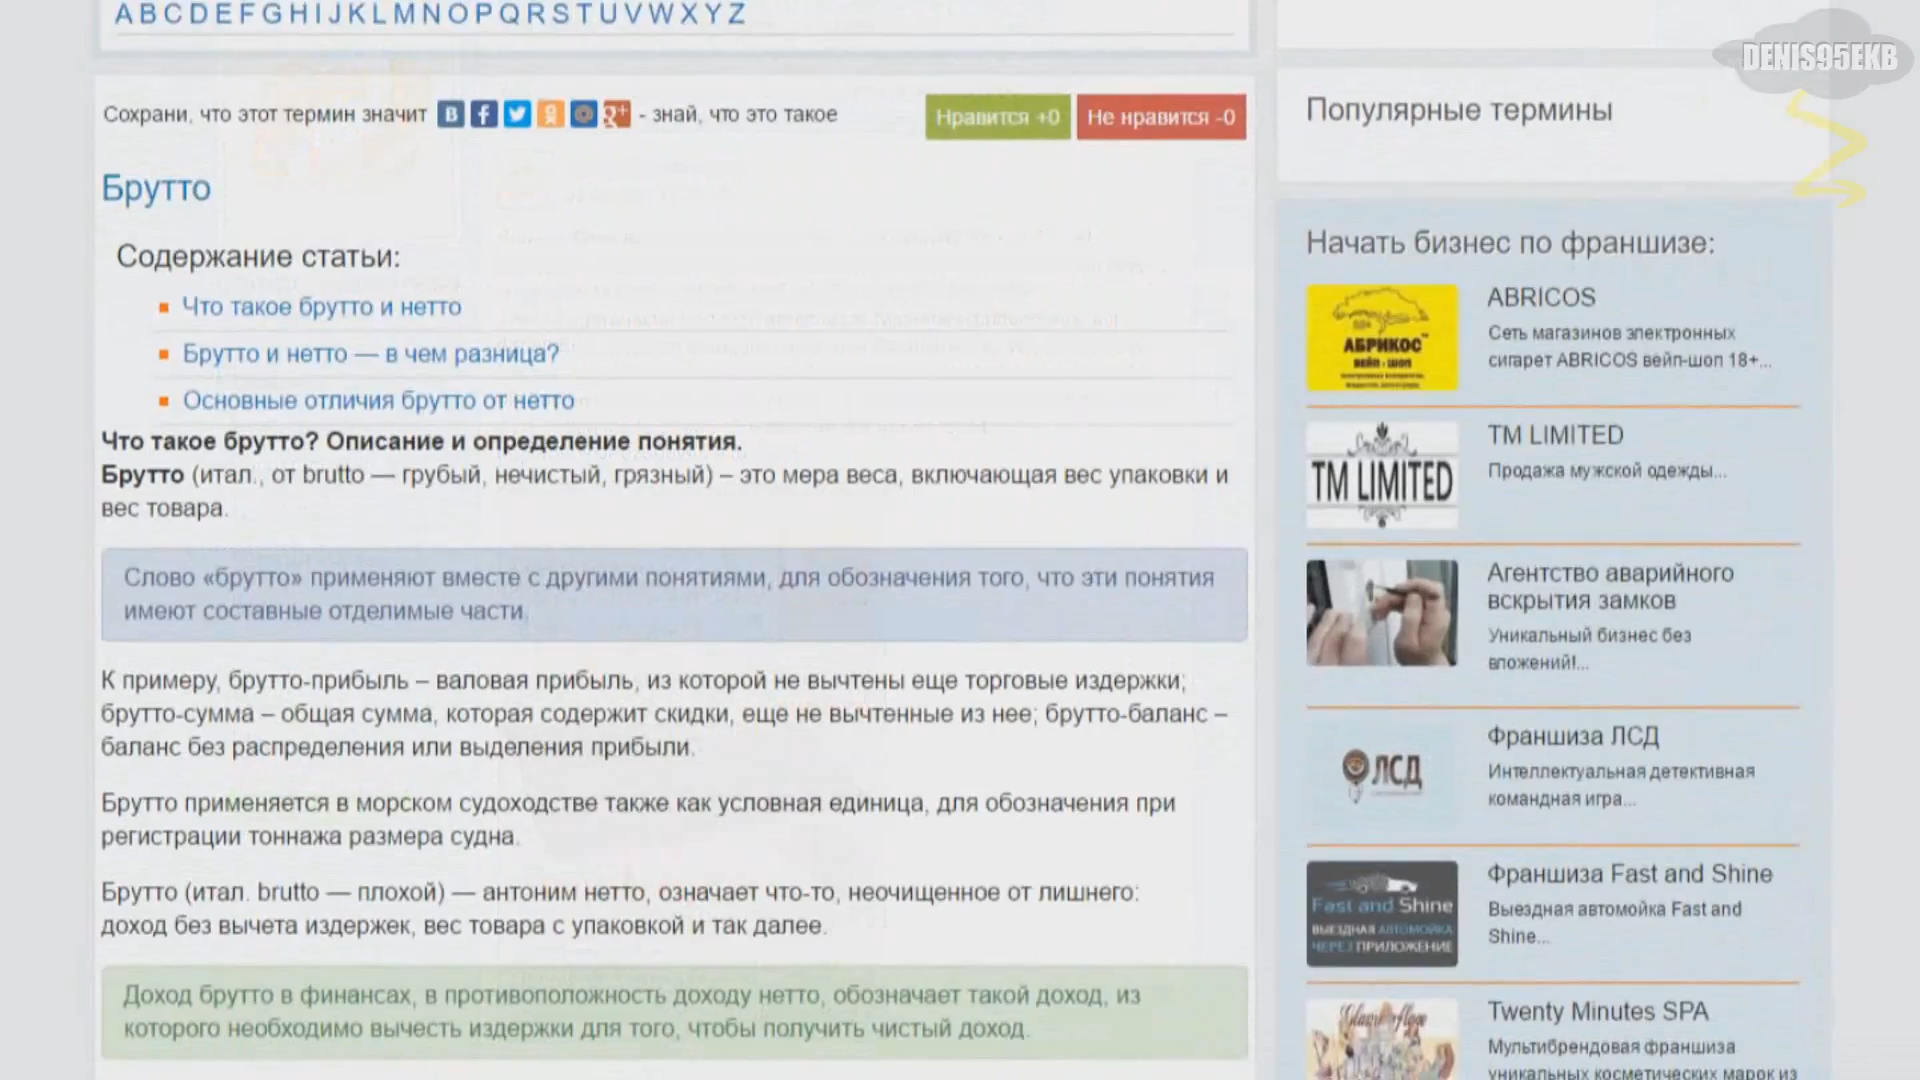 A B C D E F G H I J K L M N O P Q R S T U V W X Y Z
DENIS95EKB
Сохрани, что этот термин значит - знай, что это такое
Нравится +0
Не нравится -0
Брутто
Содержание статьи:
Что такое брутто и нетто
Брутто и нетто — в чем разница?
Основные отличия брутто от нетто
Что такое брутто? Описание и определение понятия.
Брутто (итал., от brutto — грубый, нечистый, грязный) – это мера веса, включающая вес упаковки и
вес товара.
Слово «брутто» применяют вместе с другими понятиями, для обозначения того, что эти понятия
имеют составные отделимые части.
К примеру, брутто-прибыль – валовая прибыль, из которой не вычтены еще торговые издержки;
брутто-сумма – общая сумма, которая содержит скидки, еще не вычтенные из нее; брутто-баланс –
баланс без распределения или выделения прибыли.
Брутто применяется в морском судоходстве также как условная единица, для обозначения при
регистрации тоннажа размера судна.
Брутто (итал. brutto — плохой) — антоним нетто, означает что-то, неочищенное от лишнего:
доход без вычета издержек, вес товара с упаковкой и так далее.
Доход брутто в финансах, в противоположность доходу нетто, обозначает такой доход, из
которого необходимо вычесть издержки для того, чтобы получить чистый доход.
Популярные термины
Начать бизнес по франшизе:
АБРИКОС
ВЕЙП - ШОП
ABRICOS
Сеть магазинов электронных
сигарет ABRICOS вейп-шоп 18+...
TM LIMITED
TM LIMITED
Продажа мужской одежды...
Агентство аварийного
вскрытия замков
Уникальный бизнес без
вложений!...
ЛСД
Франшиза ЛСД
Интеллектуальная детективная
командная игра...
Fast and Shine
ВЫЕЗДНАЯ АВТОМОЙКА
ЧЕРЕЗ ПРИЛОЖЕНИЕ
Франшиза Fast and Shine
Выездная автомойка Fast and
Shine...
Twenty Minutes SPA
Мультибрендовая франшиза
уникальных косметических марок из